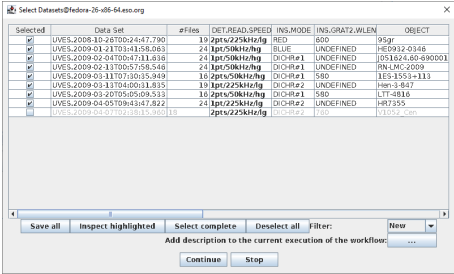 Select Datasets@fedora-26-x86-64.eso.org
Selected Data Set #Files DET.READ.SPEED INS.MODE INS.GRAT2.WLEN OBJECT
UVES.2008-10-26T00:24:47.790 19 2pts/225kHz/lg RED 600 9Sgr
UVES.2009-01-21T03:41:58.063 24 1pt/50kHz/hg BLUE UNDEFINED HE0932-0346
UVES.2009-02-04T00:47:11.636 24 1pt/50kHz/hg DICHR#1 UNDEFINED J051624.60-690001
UVES.2009-02-13T00:57:58.546 24 1pt/50kHz/hg DICHR#1 UNDEFINED RN-LMC-2009
UVES.2009-03-11T07:30:35.949 16 2pts/50kHz/hg DICHR#1 580 1ES-1553+113
UVES.2009-03-13T04:00:31.835 19 1pt/225kHz/lg DICHR#2 UNDEFINED Hen-3-847
UVES.2009-03-20T05:05:09.533 16 2pts/50kHz/hg DICHR#1 580 LTT-4816
UVES.2009-04-05T09:43:47.822 24 1pt/225kHz/lg DICHR#2 UNDEFINED HR7355
UVES.2009-04-07T02:38:15.960 18 2pts/225kHz/lg DICHR#2 760 V1052_Cen
Save all Inspect highlighted Select complete Deselect all Filter: New
Add description to the current execution of the workflow: ...
Continue Stop